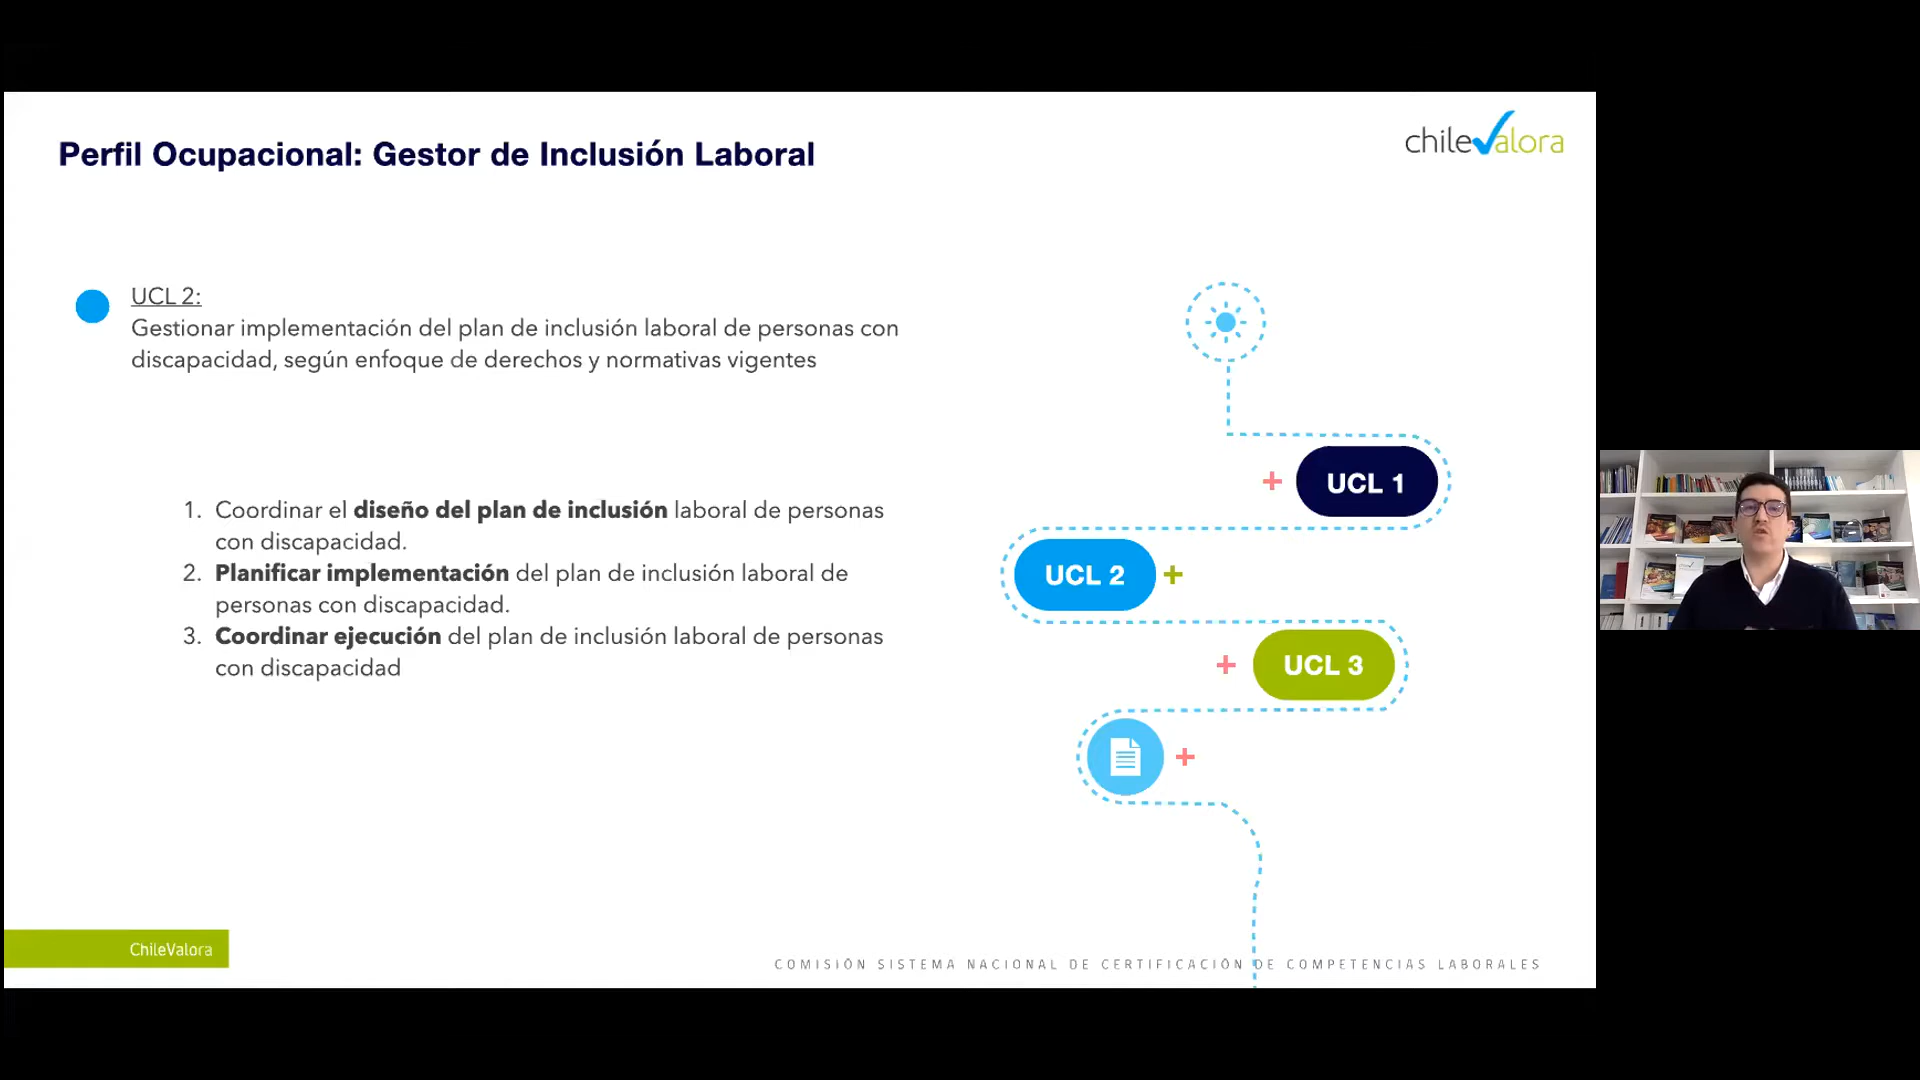 Perfil Ocupacional: Gestor de Inclusión Laboral
chilevalora
UCL 2:
Gestionar implementación del plan de inclusión laboral de personas con
discapacidad, según enfoque de derechos y normativas vigentes
1. Coordinar el diseño del plan de inclusión laboral de personas
con discapacidad.
2. Planificar implementación del plan de inclusión laboral de
personas con discapacidad.
3. Coordinar ejecución del plan de inclusión laboral de personas
con discapacidad
UCL 1
UCL 2
UCL 3
ChileValora
COMISIÓN SISTEMA NACIONAL DE CERTIFICACIÓN DE COMPETENCIAS LABORALES